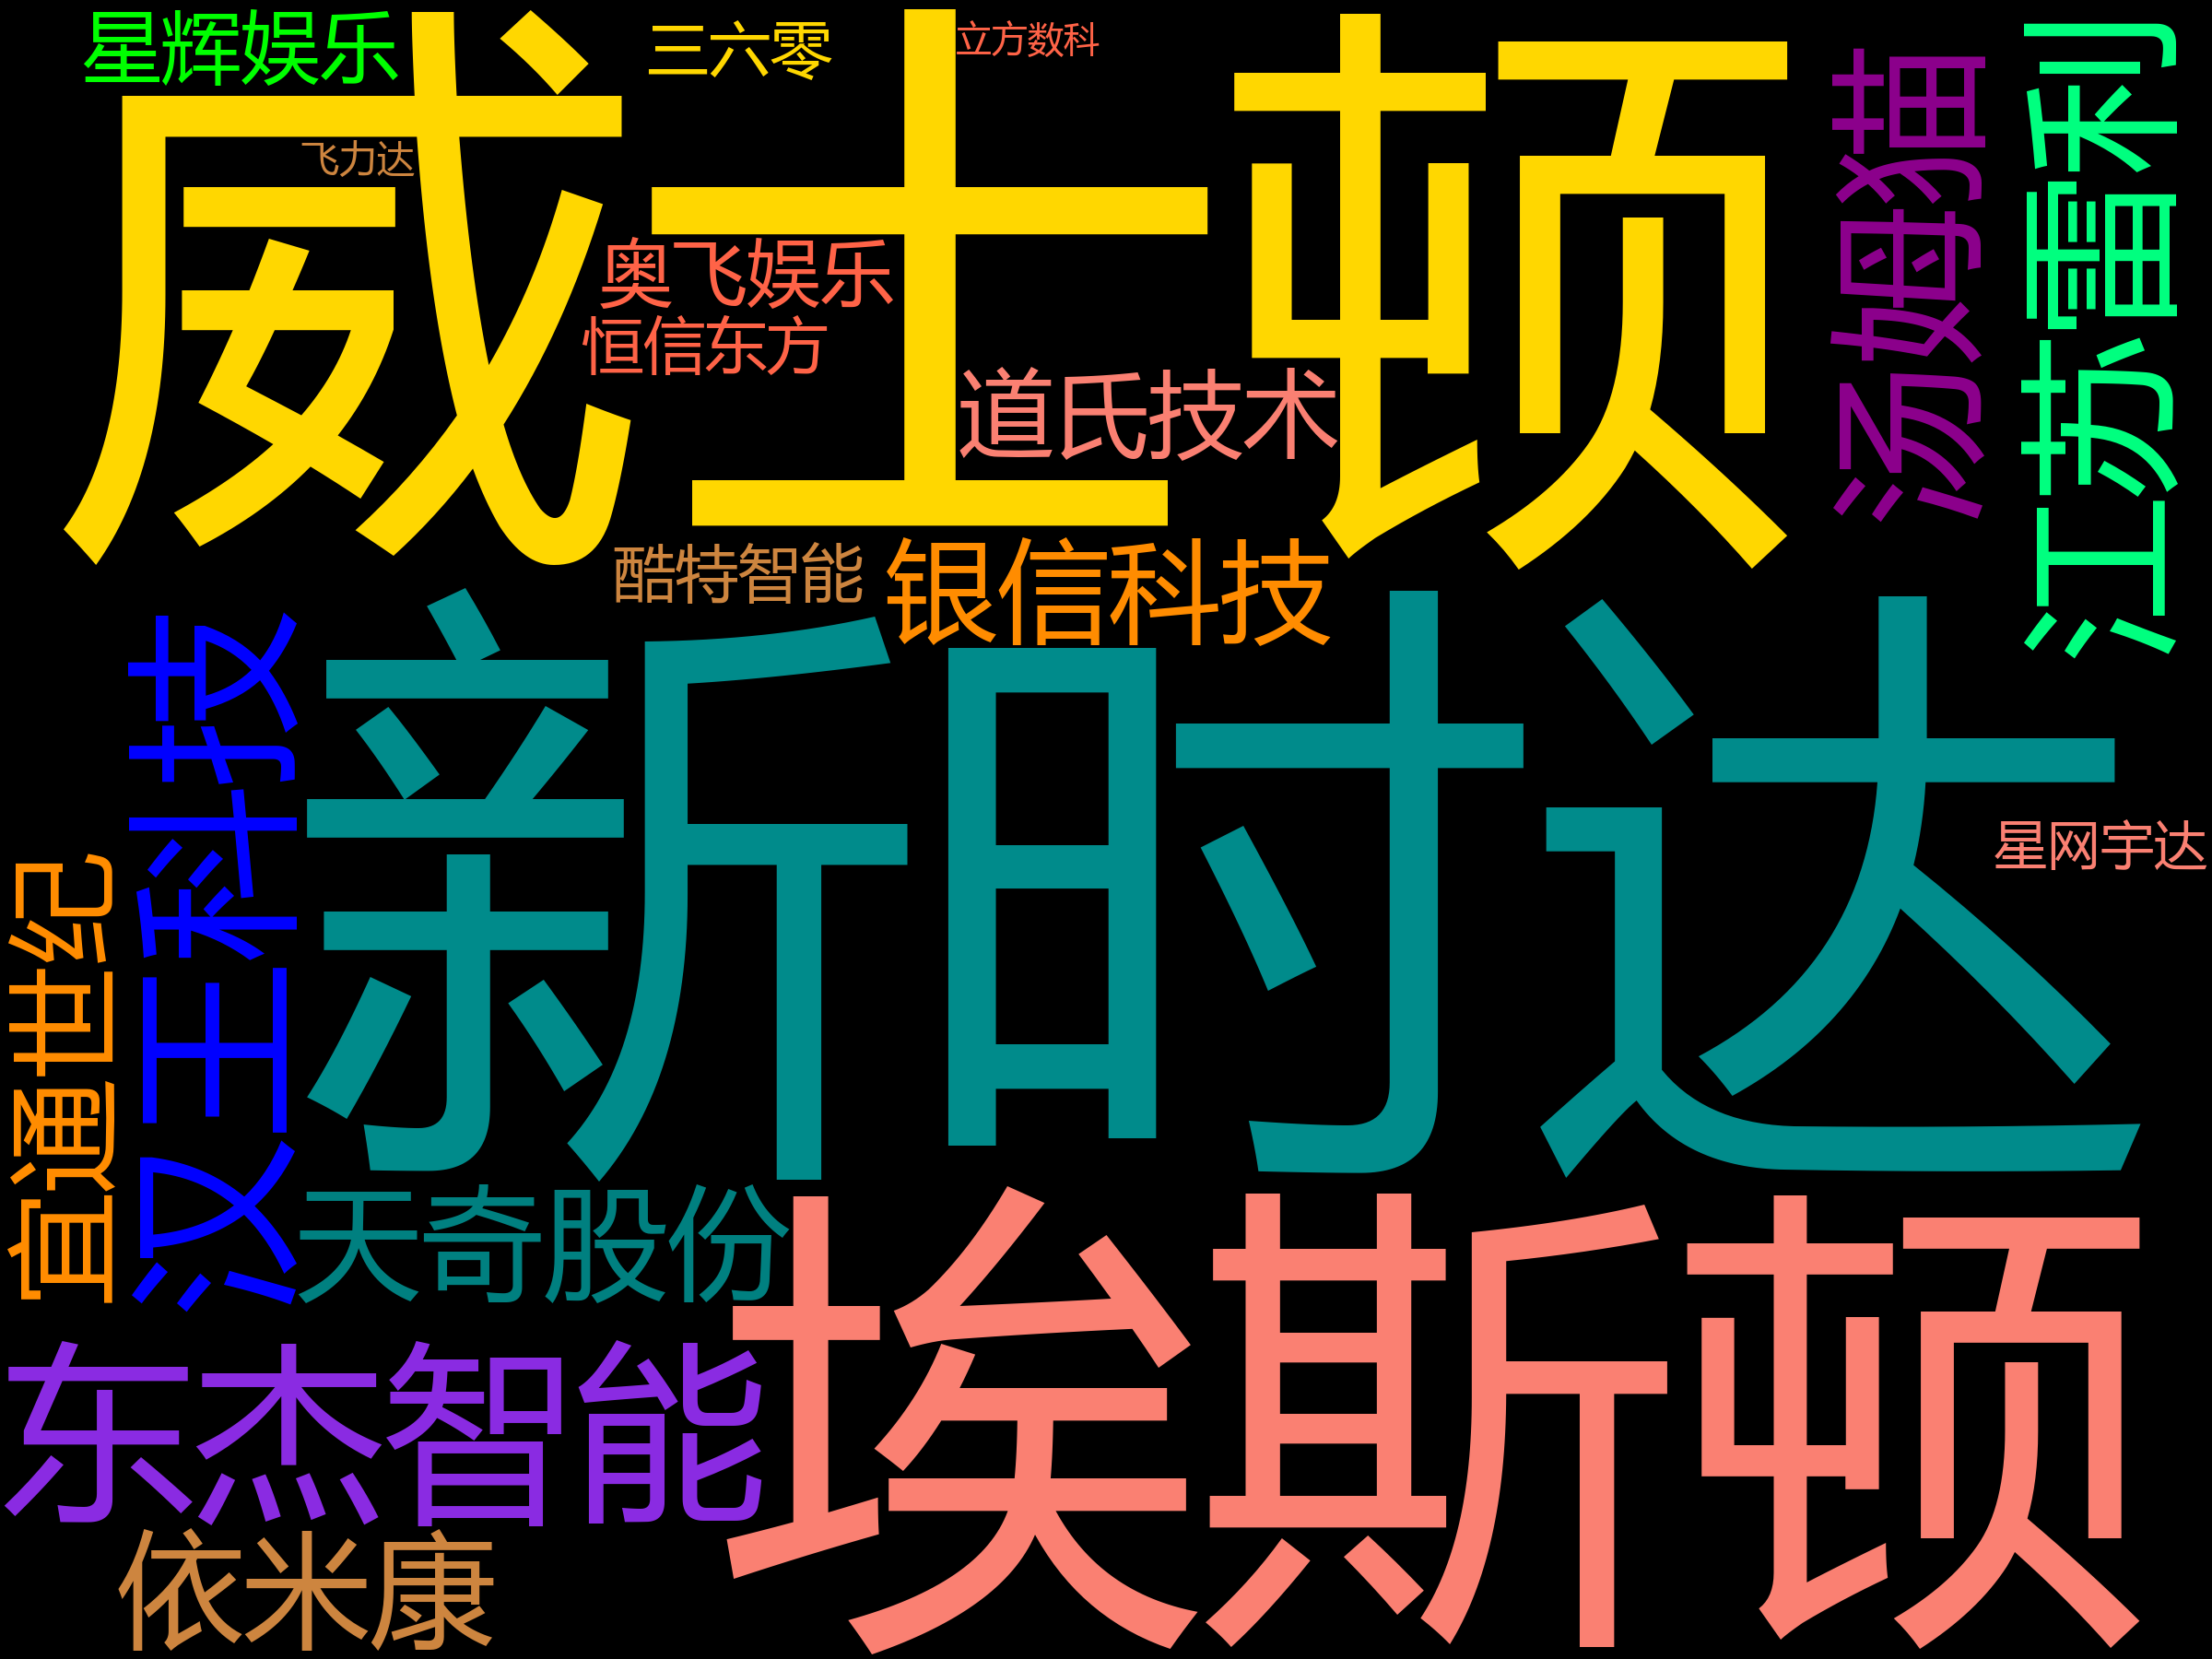 星辉娱乐
三六零
立方数科
威士顿
飞力达
汤姆猫
江苏雷利
奥飞娱乐
恒信东方
道氏技术
酷特智能
银信科技
新时达
汉王科技
星网宇达
宜通世纪
天奇股份
埃斯顿
东杰智能
依米康